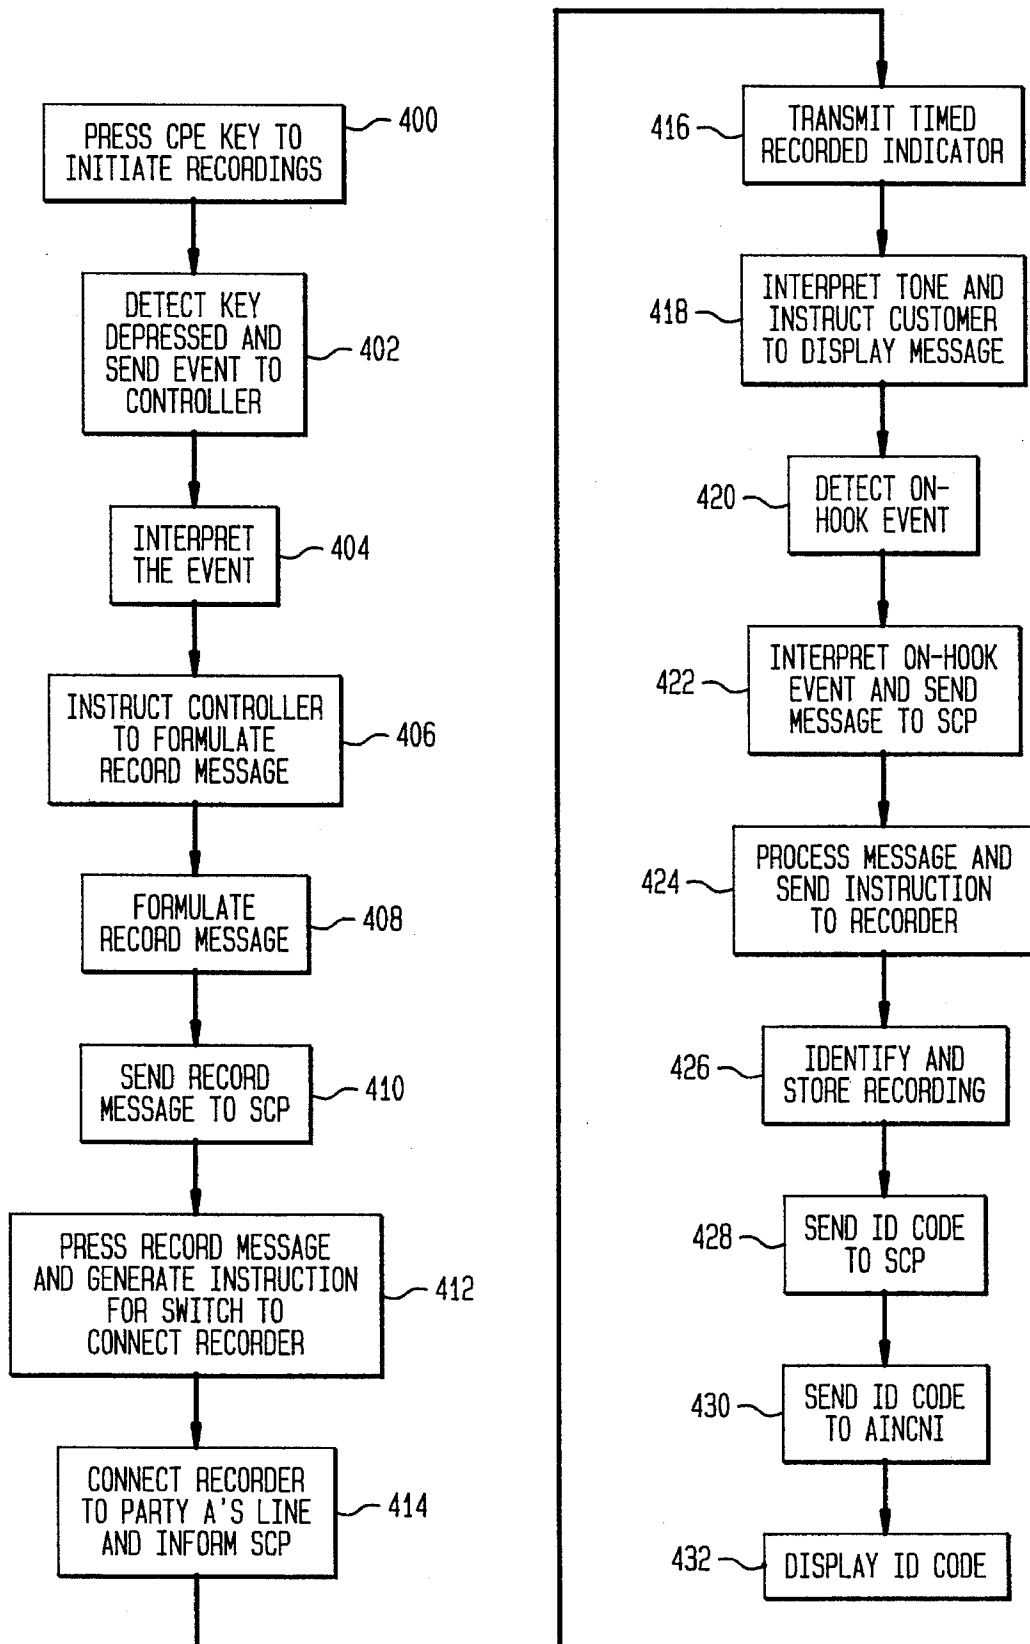 PRESS CPE KEY TO
INITIATE RECORDINGS
400
DETECT KEY
DEPRESSED AND
SEND EVENT TO
CONTROLLER
402
INTERPRET
THE EVENT
404
INSTRUCT CONTROLLER
TO FORMULATE
RECORD MESSAGE
406
FORMULATE
RECORD MESSAGE
408
SEND RECORD
MESSAGE TO SCP
410
PRESS RECORD MESSAGE
AND GENERATE INSTRUCTION
FOR SWITCH TO
CONNECT RECORDER
412
CONNECT RECORDER
TO PARTY A'S LINE
AND INFORM SCP
414
416
TRANSMIT TIMED
RECORDED INDICATOR
418
INTERPRET TONE AND
INSTRUCT CUSTOMER
TO DISPLAY MESSAGE
420
DETECT ON-
HOOK EVENT
422
INTERPRET ON-HOOK
EVENT AND SEND
MESSAGE TO SCP
424
PROCESS MESSAGE AND
SEND INSTRUCTION
TO RECORDER
426
IDENTIFY AND
STORE RECORDING
428
SEND ID CODE
TO SCP
430
SEND ID CODE
TO AINCNI
432
DISPLAY ID CODE